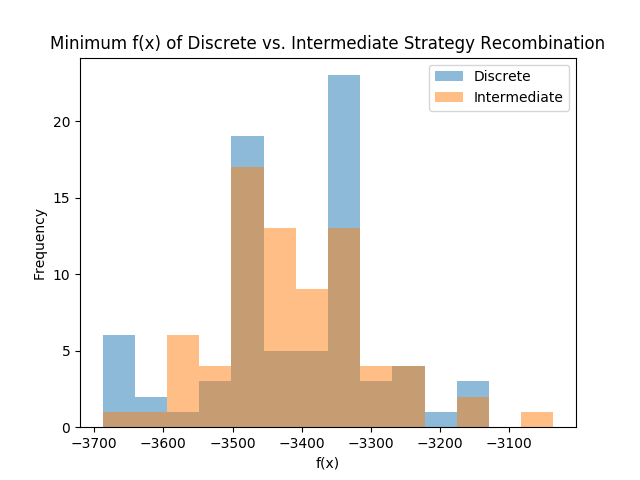 Minimum f(x) of Discrete vs. Intermediate Strategy Recombination
Discrete
Intermediate
Frequency
20
15
10
5
0
−3700 −3600 −3500 −3400 −3300 −3200 −3100
f(x)